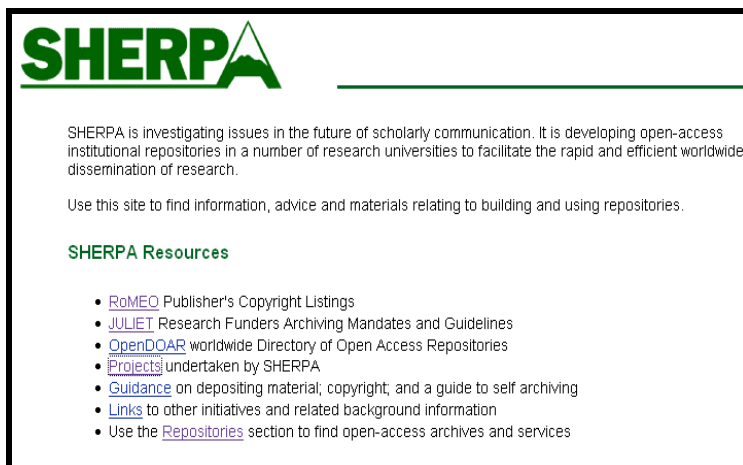 SHERPA
SHERPA is investigating issues in the future of scholarly communication. It is developing open-access
institutional repositories in a number of research universities to facilitate the rapid and efficient worldwide
dissemination of research.
Use this site to find information, advice and materials relating to building and using repositories.
SHERPA Resources
• RoMEO Publisher's Copyright Listings
• JULIET Research Funders Archiving Mandates and Guidelines
• OpenDOAR worldwide Directory of Open Access Repositories
• Projects undertaken by SHERPA
• Guidance on depositing material; copyright; and a guide to self archiving
• Links to other initiatives and related background information
• Use the Repositories section to find open-access archives and services